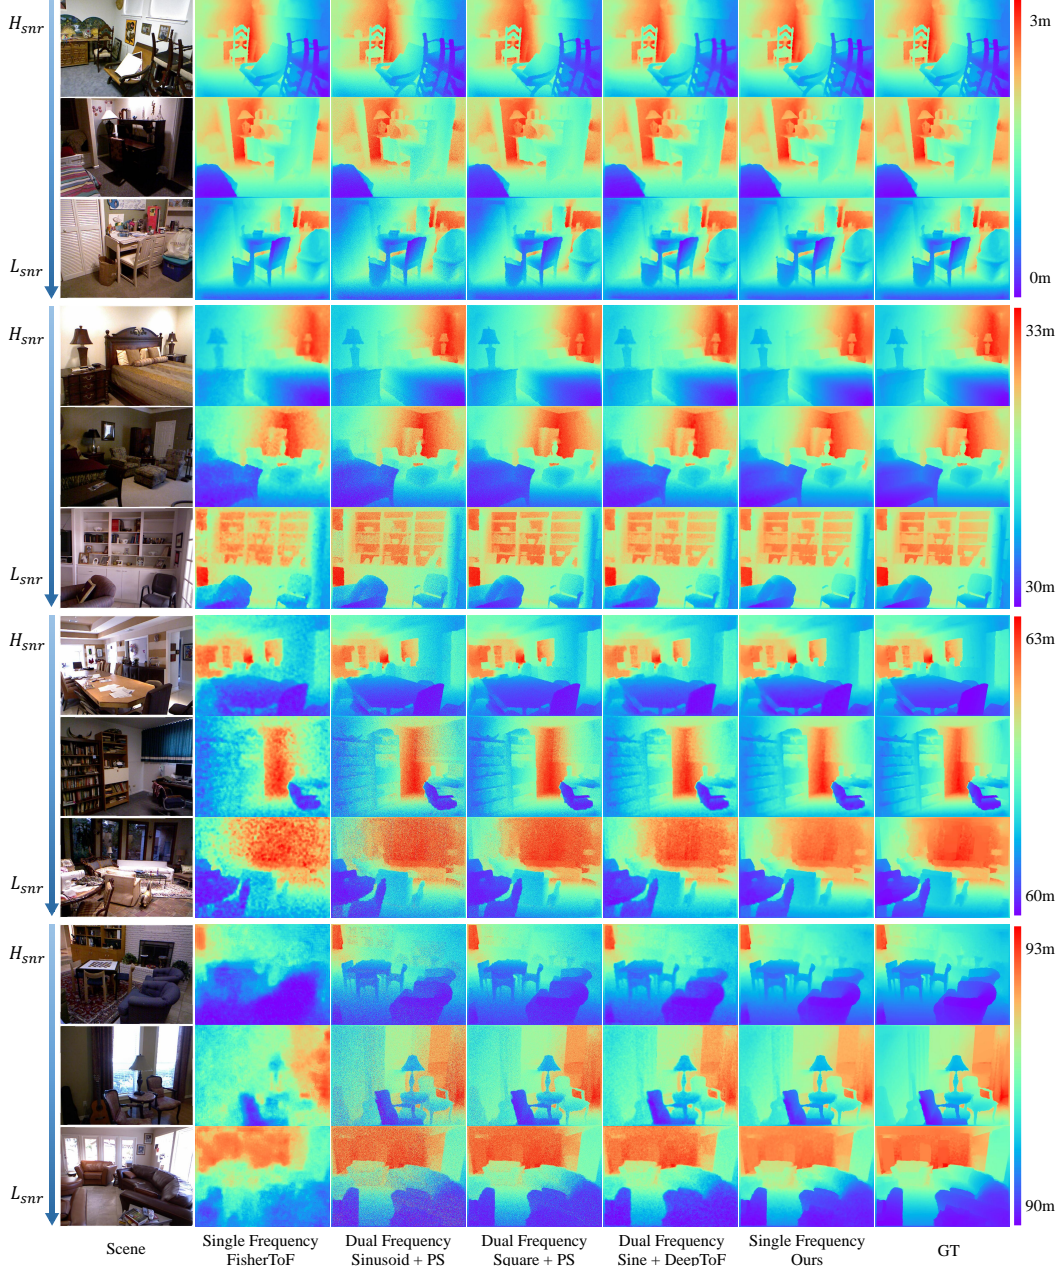 H_snr
3m
L_snr
0m
H_snr
33m
L_snr
30m
H_snr
63m
L_snr
60m
H_snr
93m
L_snr
90m
Scene
Single Frequency
FisherToF
Dual Frequency
Sinusoid + PS
Dual Frequency
Square + PS
Dual Frequency
Sine + DeepToF
Single Frequency
Ours
GT